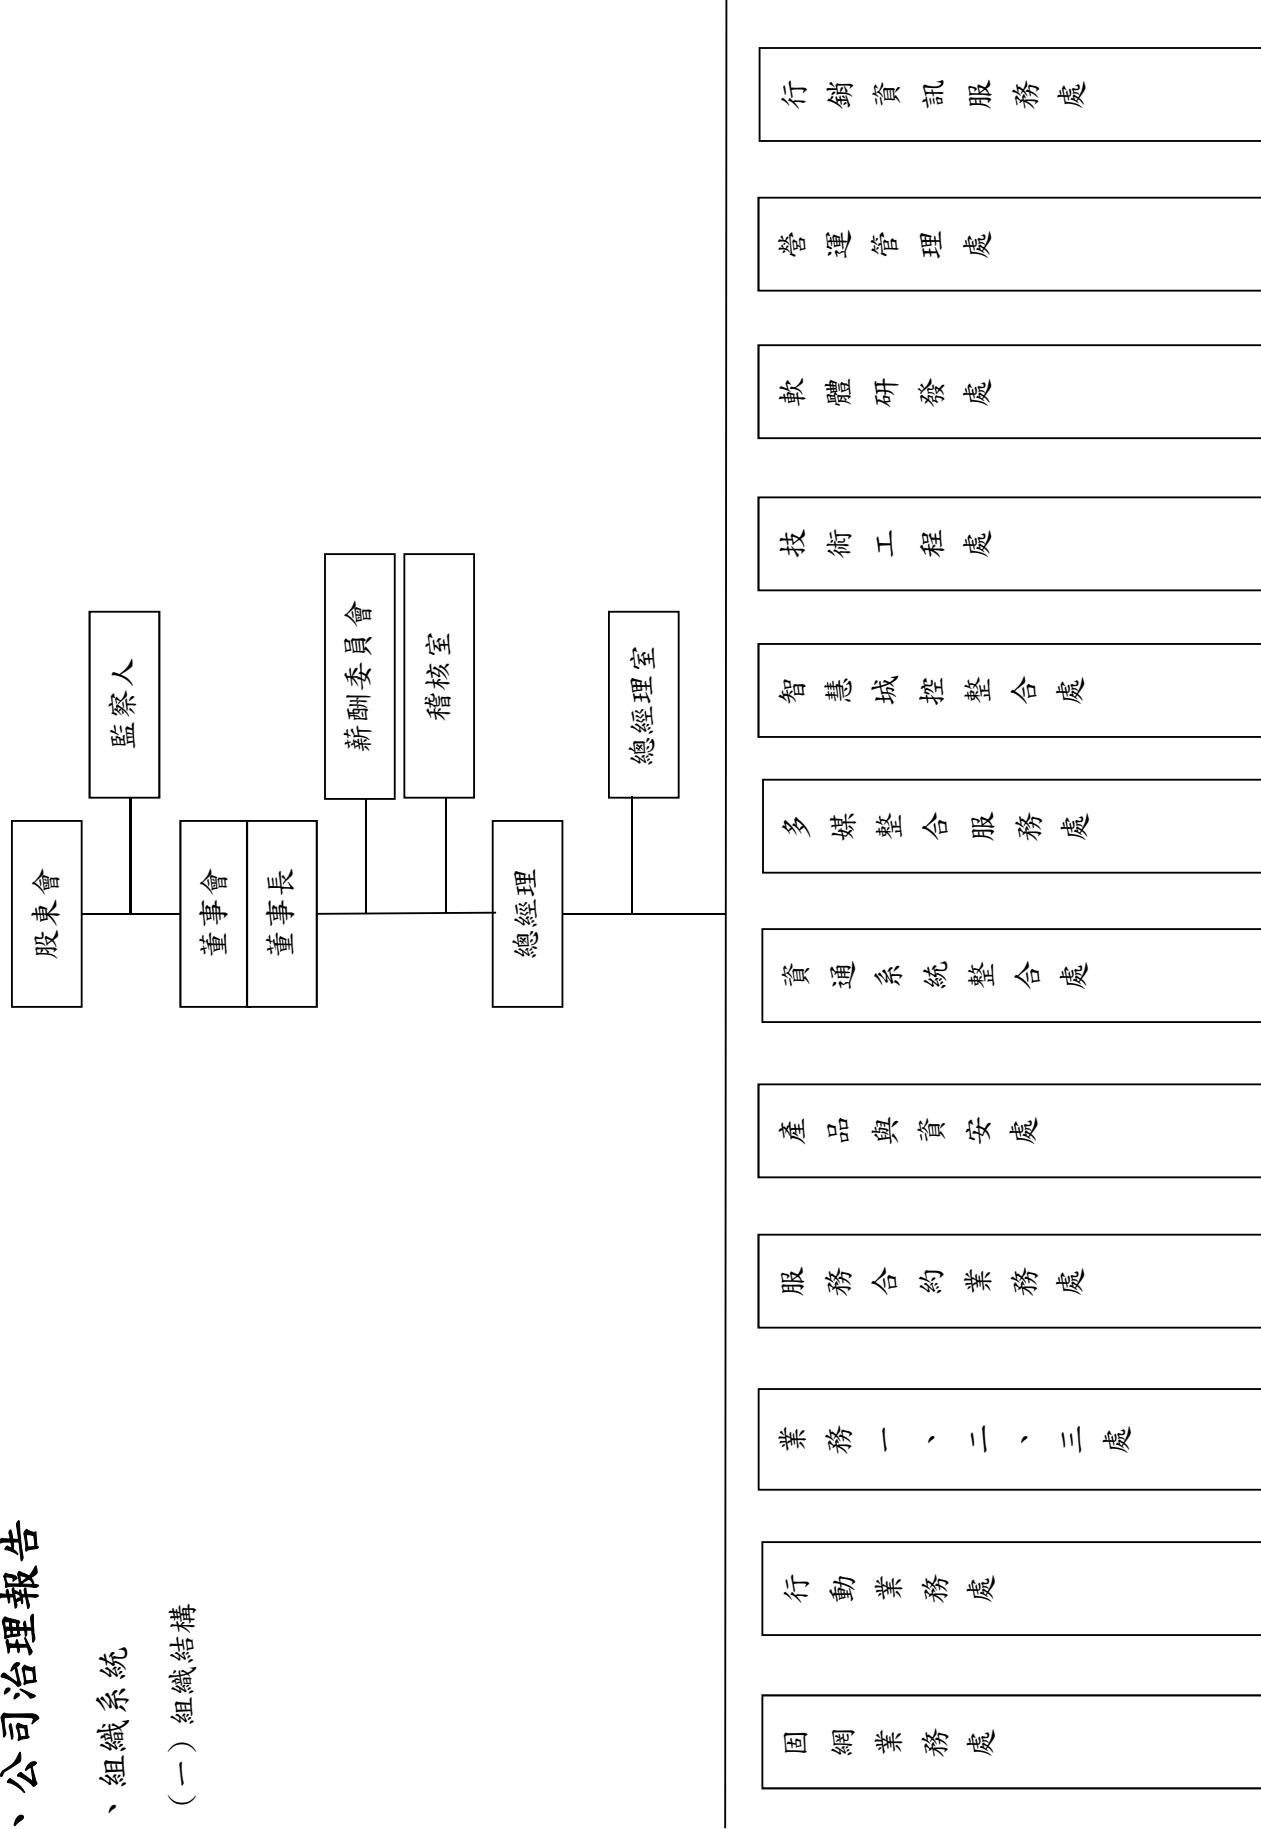 、公司治理報告
、組織系統
（一）組織結構
股東會
監察人
董事會
董事長
薪酬委員會
稽核室
總經理
總經理室
固網業務處
行動業務處
業務一、二、三處
服務合約業務處
產品與資安處
資通系統整合處
多媒整合服務處
智慧城控整合處
技術工程處
軟體研發處
營運管理處
行銷資訊服務處